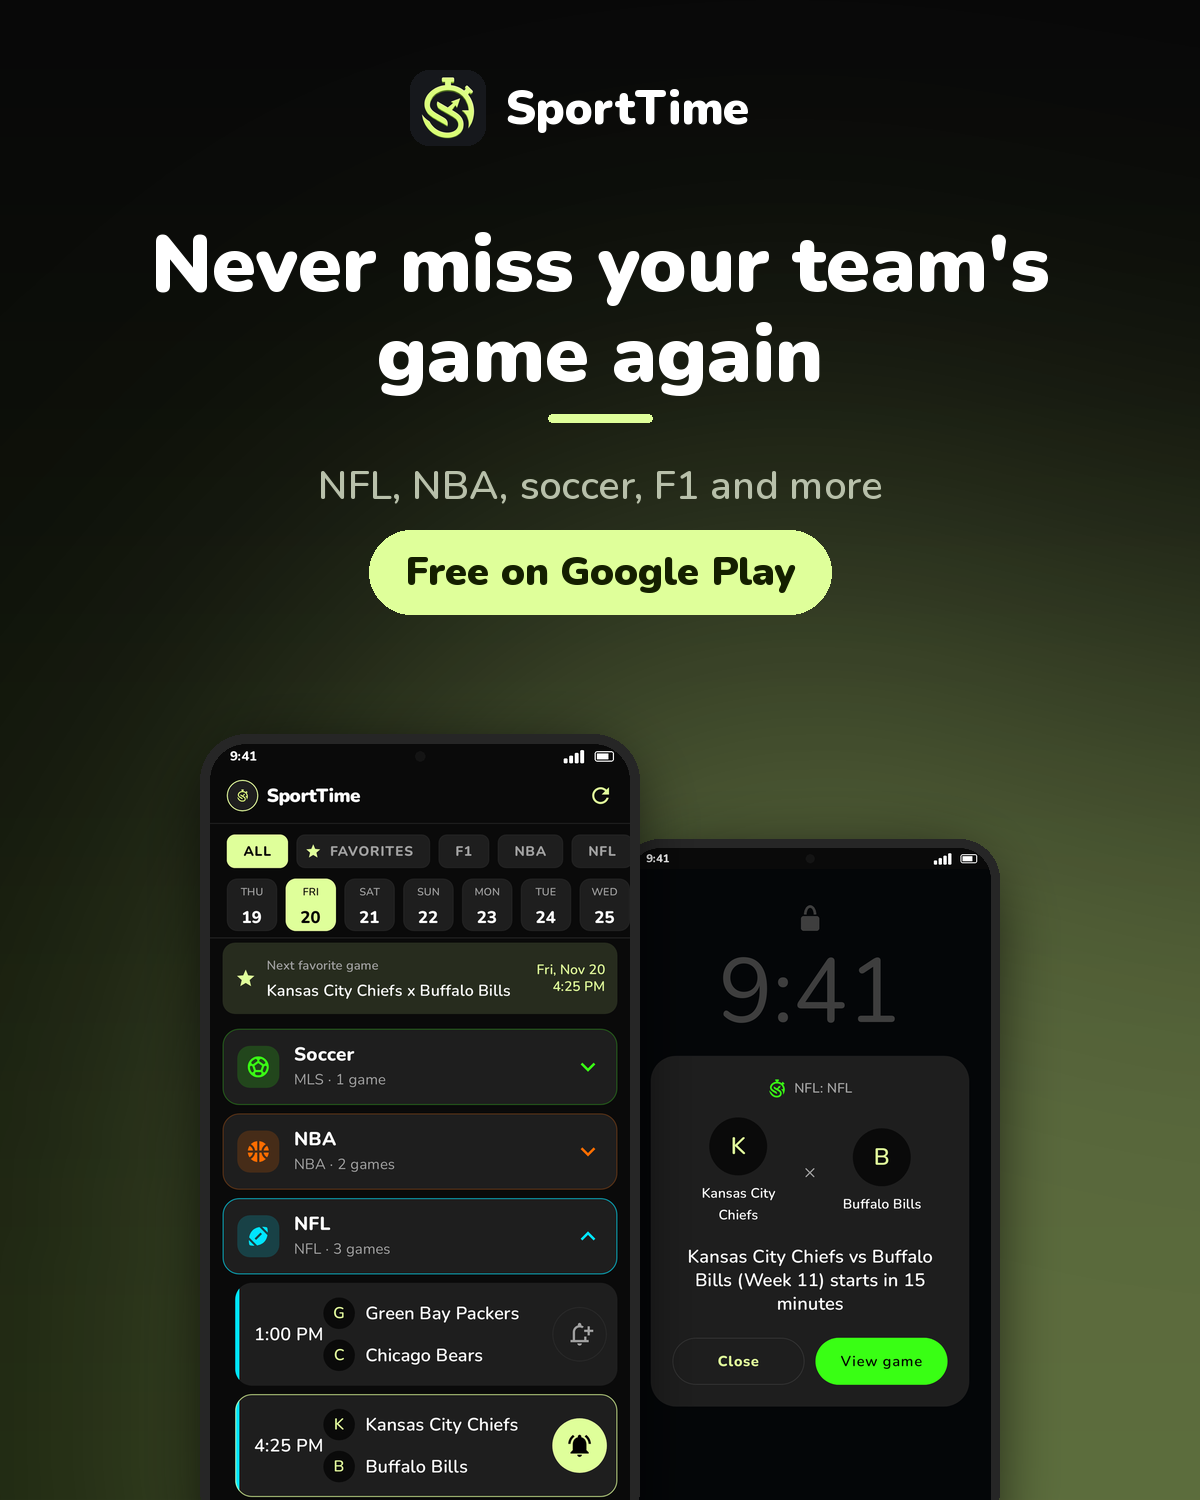 SportTime
Never miss your team's
game again
NFL, NBA, soccer, F1 and more
Free on Google Play
9:41
SportTime
ALL
FAVORITES
F1
NBA
NFL
THU
FRI
SAT
SUN
MON
TUE
WED
19
20
21
22
23
24
25
Next favorite game
Kansas City Chiefs x Buffalo Bills
Fri, Nov 20
4:25 PM
Soccer
MLS · 1 game
NBA
NBA · 2 games
NFL
NFL · 3 games
1:00 PM
G Green Bay Packers
C Chicago Bears
4:25 PM
K Kansas City Chiefs
B Buffalo Bills
9:41
9:41
NFL: NFL
K
Kansas City
Chiefs
×
B
Buffalo Bills
Kansas City Chiefs vs Buffalo
Bills (Week 11) starts in 15
minutes
Close
View game